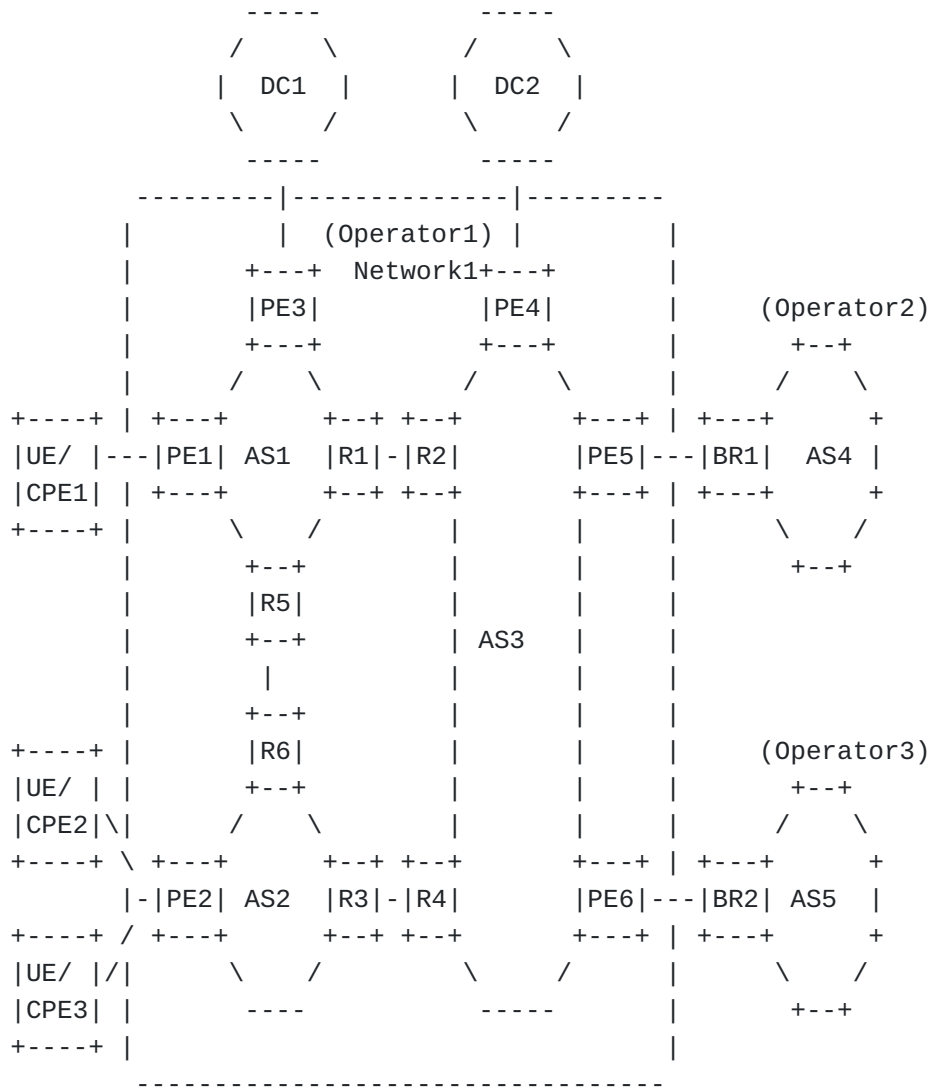 DC1 DC2
(Operator1)
Network1
PE3 PE4 (Operator2)
UE/ PE1 AS1 R1 R2 PE5 BR1 AS4
CPE1
R5
AS3
R6 (Operator3)
UE/
CPE2
PE2 AS2 R3 R4 PE6 BR2 AS5
UE/
CPE3